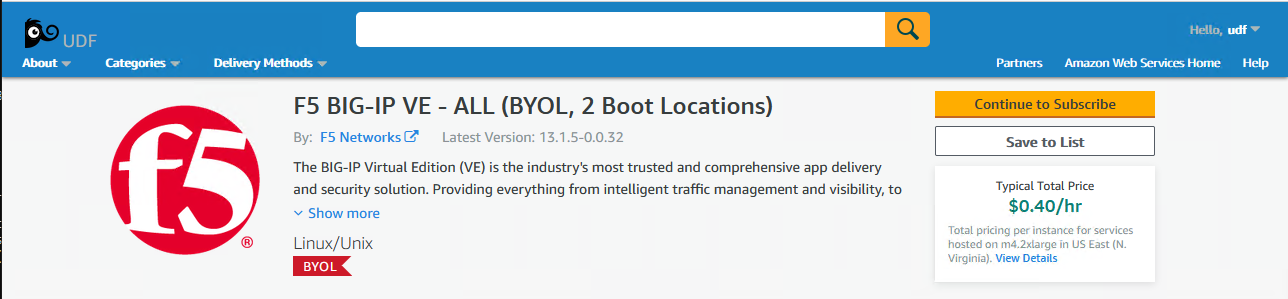 UDF
Hello, udf
About Categories Delivery Methods Partners Amazon Web Services Home Help
f5
®
F5 BIG-IP VE - ALL (BYOL, 2 Boot Locations)
By: F5 Networks Latest Version: 13.1.5-0.0.32
The BIG-IP Virtual Edition (VE) is the industry's most trusted and comprehensive app delivery
and security solution. Providing everything from intelligent traffic management and visibility, to
Show more
Linux/Unix
BYOL
Continue to Subscribe
Save to List
Typical Total Price
$0.40/hr
Total pricing per instance for services
hosted on m4.2xlarge in US East (N.
Virginia). View Details